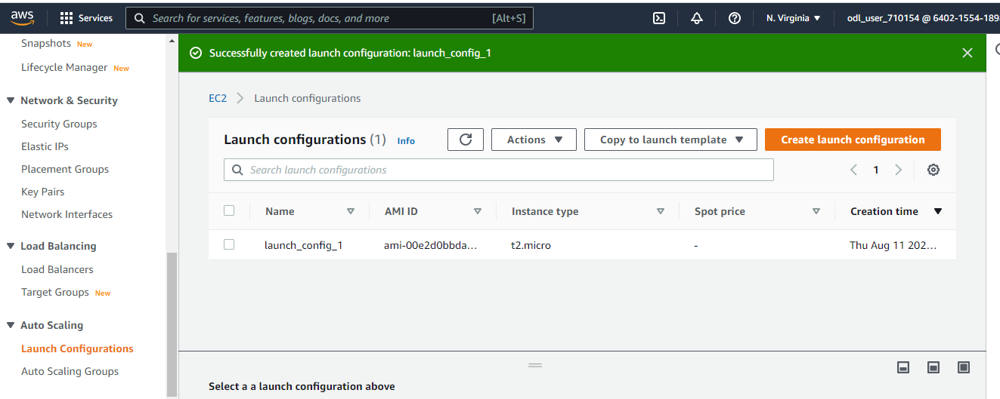 aws Services Search for services, features, blogs, docs, and more [Alt+S] N. Virginia odl_user_710154 @ 6402-1554-189
Snapshots New
Lifecycle Manager New
Network & Security
Security Groups
Elastic IPs
Placement Groups
Key Pairs
Network Interfaces
Load Balancing
Load Balancers
Target Groups New
Auto Scaling
Launch Configurations
Auto Scaling Groups
Successfully created launch configuration: launch_config_1
EC2 Launch configurations
Launch configurations (1) Info Actions Copy to launch template Create launch configuration
Search launch configurations 1
Name AMI ID Instance type Spot price Creation time
launch_config_1 ami-00e2d0bbda... t2.micro - Thu Aug 11 202...
Select a a launch configuration above